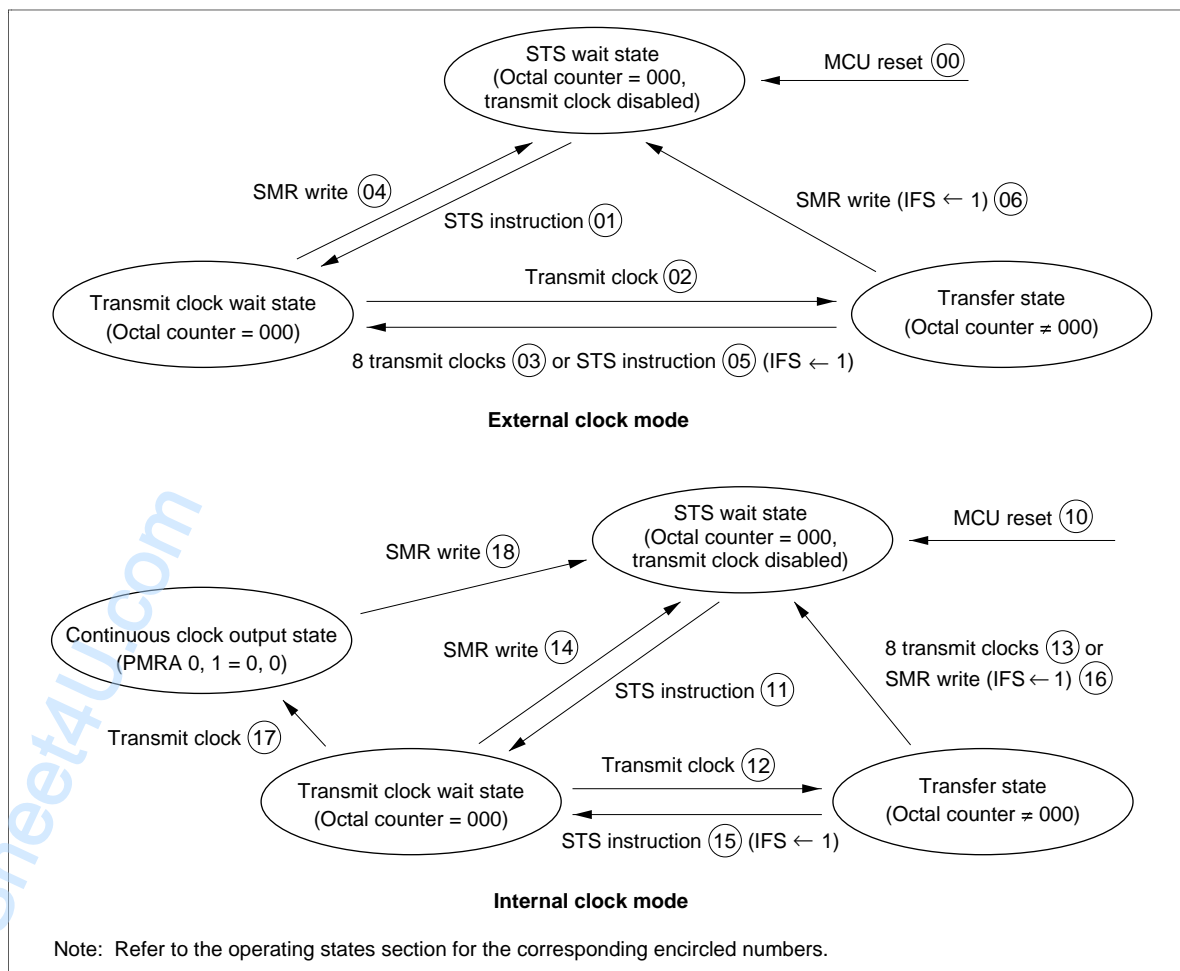 STS wait state
(Octal counter = 000,
transmit clock disabled)
MCU reset 00
SMR write 04
STS instruction 01
SMR write (IFS ← 1) 06
Transmit clock wait state
(Octal counter = 000)
Transmit clock 02
Transfer state
(Octal counter ≠ 000)
8 transmit clocks 03 or STS instruction 05 (IFS ← 1)
External clock mode
STS wait state
(Octal counter = 000,
transmit clock disabled)
MCU reset 10
SMR write 18
Continuous clock output state
(PMRA 0, 1 = 0, 0)
SMR write 14
STS instruction 11
8 transmit clocks 13 or
SMR write (IFS ← 1) 16
Transmit clock 17
Transmit clock wait state
(Octal counter = 000)
Transmit clock 12
STS instruction 15 (IFS ← 1)
Transfer state
(Octal counter ≠ 000)
Internal clock mode
Note: Refer to the operating states section for the corresponding encircled numbers.
heet4U.com